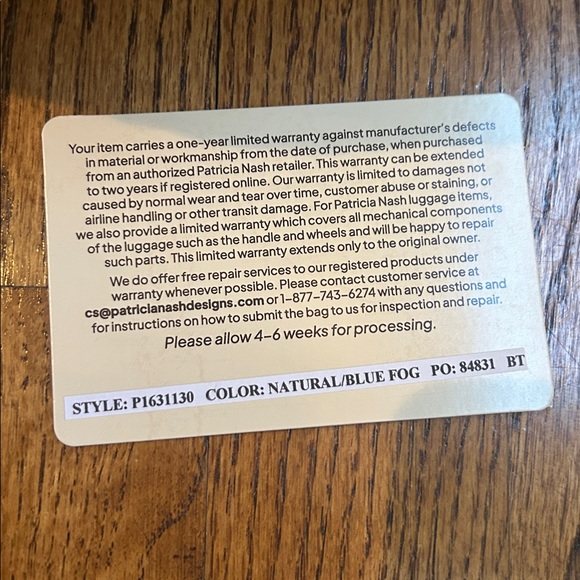 Your item carries a one-year limited warranty against manufacturer's defects
in material or workmanship from the date of purchase, when purchased
from an authorized Patricia Nash retailer. This warranty can be extended
to two years if registered online. Our warranty is limited to damages not
caused by normal wear and tear over time, customer abuse or staining, or
airline handling or other transit damage. For Patricia Nash luggage items,
we also provide a limited warranty which covers all mechanical components
of the luggage such as the handle and wheels and will be happy to repair
such parts. This limited warranty extends only to the original owner.
We do offer free repair services to our registered products under
warranty whenever possible. Please contact customer service at
cs@patricianashdesigns.com or 1-877-743-6274 with any questions and
for instructions on how to submit the bag to us for inspection and repair.
Please allow 4-6 weeks for processing.
STYLE: P1631130 COLOR: NATURAL/BLUE FOG PO: 84831 BT